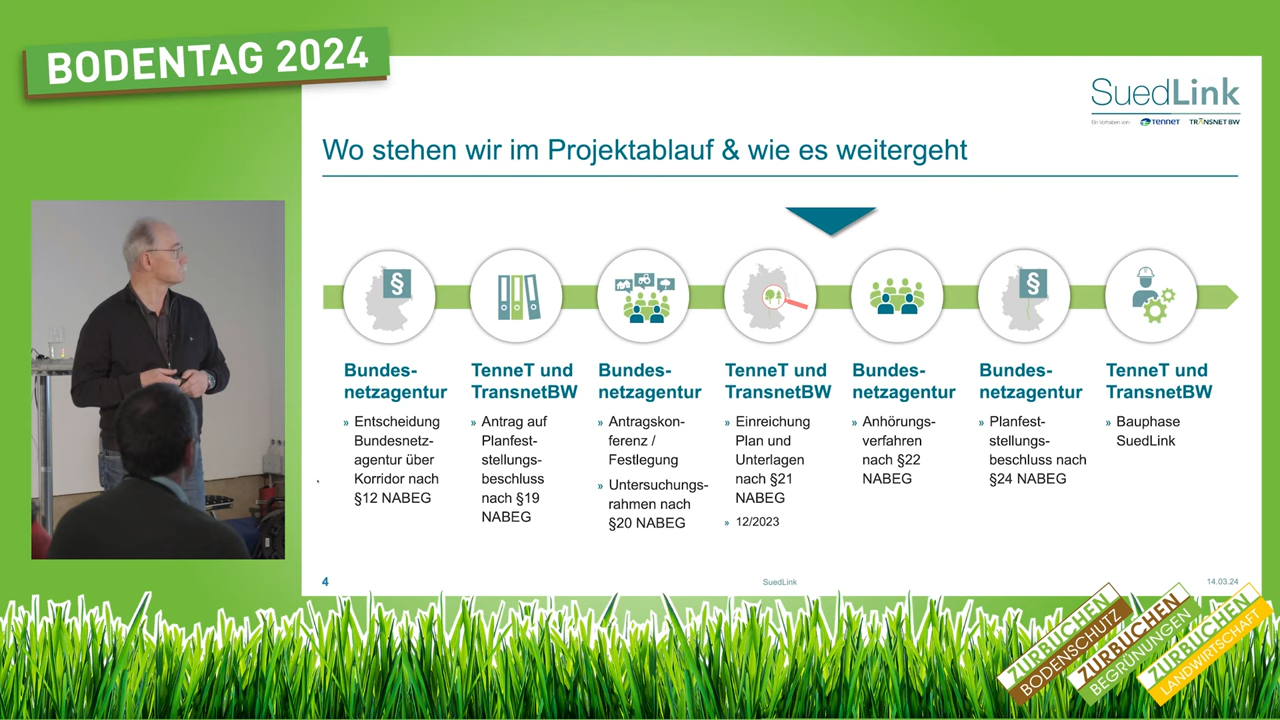 BODENTAG 2024
SuedLink
Ein Vorhaben von:
TENNET
TRANSNET BW
Wo stehen wir im Projektablauf & wie es weitergeht
§
§
Bundes-
netzagentur
» Entscheidung
Bundesnetz-
agentur über
Korridor nach
§12 NABEG
TenneT und
TransnetBW
» Antrag auf
Planfest-
stellungs-
beschluss
nach §19
NABEG
Bundes-
netzagentur
» Antragskon-
ferenz /
Festlegung
» Untersuchungs-
rahmen nach
§20 NABEG
TenneT und
TransnetBW
» Einreichung
Plan und
Unterlagen
nach §21
NABEG
» 12/2023
Bundes-
netzagentur
» Anhörungs-
verfahren
nach §22
NABEG
Bundes-
netzagentur
» Planfest-
stellungs-
beschluss nach
§24 NABEG
TenneT und
TransnetBW
» Bauphase
SuedLink
4
SuedLink
14.03.24
ZURBUCHEN
BODENSCHUTZ
ZURBUCHEN
BEGRÜNUNGEN
ZURBUCHEN
LANDWIRTSCHAFT